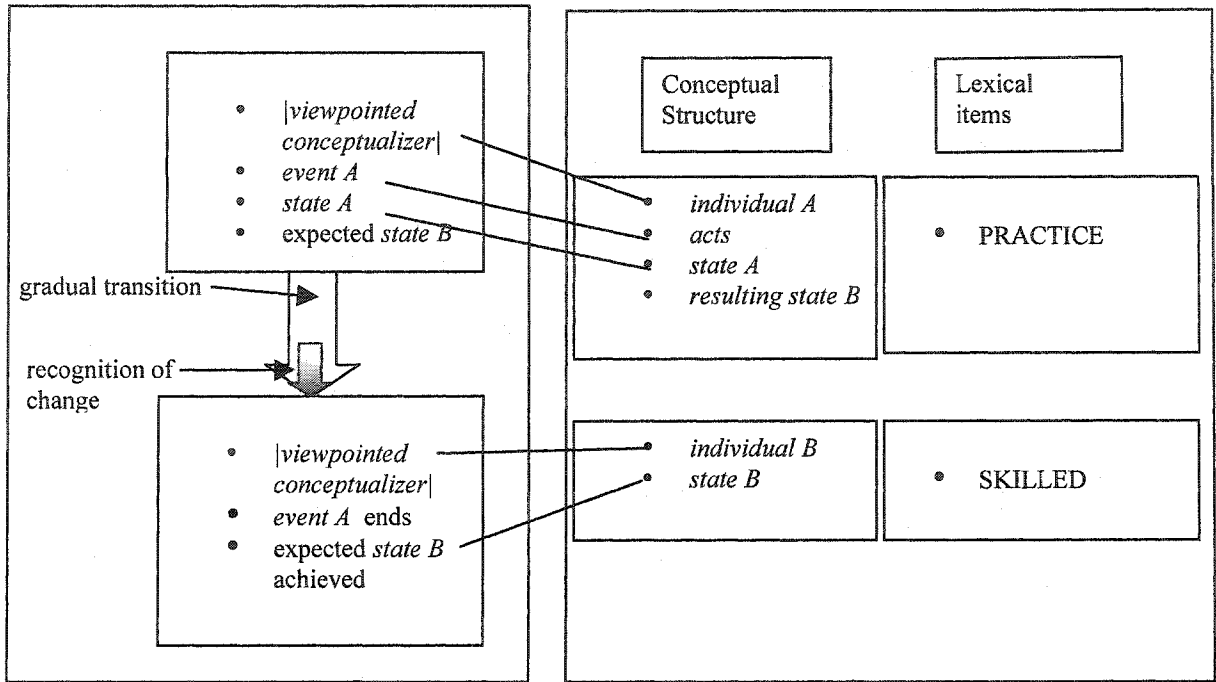 • |viewpointed
conceptualizer|
• event A
• state A
• expected state B
gradual transition
recognition of
change
• |viewpointed
conceptualizer|
• event A ends
• expected state B
achieved
Conceptual
Structure
Lexical
items
• individual A
• acts
• state A
• resulting state B
• PRACTICE
• individual B
• state B
• SKILLED